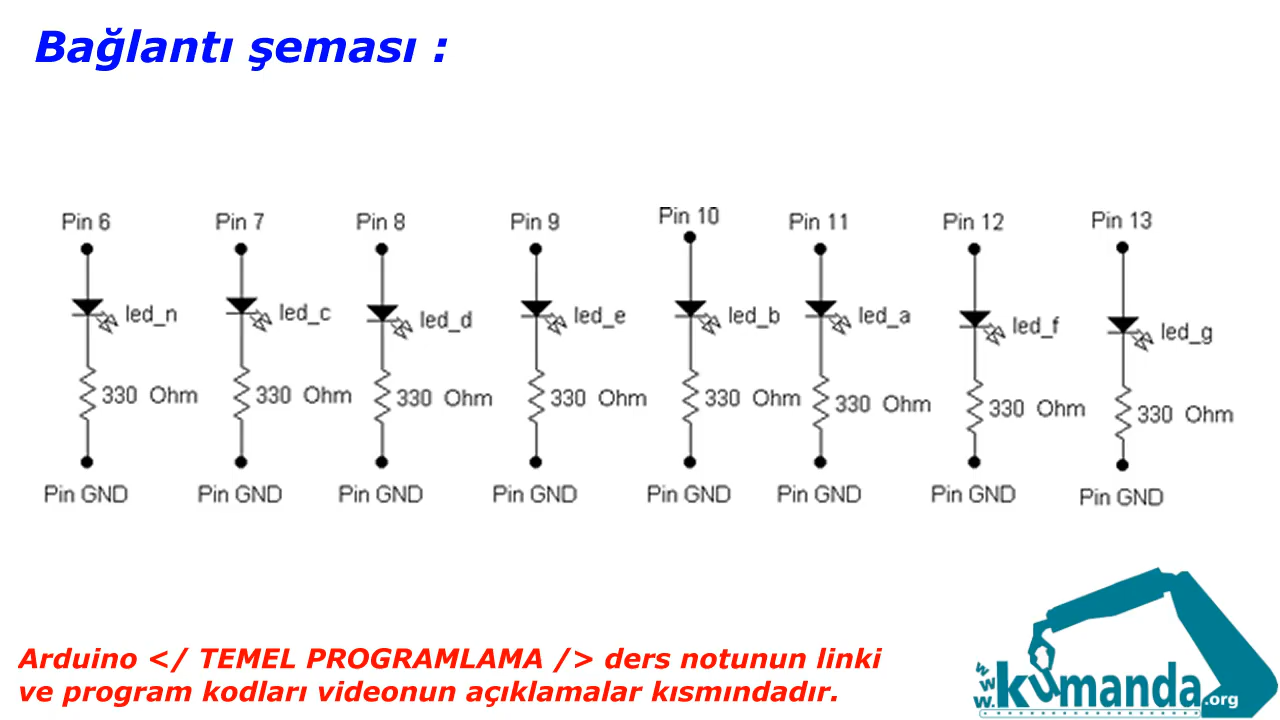 Bağlantı şeması :
Pin 6 Pin 7 Pin 8 Pin 9 Pin 10 Pin 11 Pin 12 Pin 13
led_n led_c led_d led_e led_b led_a led_f led_g
330 Ohm 330 Ohm 330 Ohm 330 Ohm 330 Ohm 330 Ohm 330 Ohm 330 Ohm
Pin GND Pin GND Pin GND Pin GND Pin GND Pin GND Pin GND Pin GND
Arduino </ TEMEL PROGRAMLAMA /> ders notunun linki
ve program kodları videonun açıklamalar kısmındadır.
www.kumanda.org